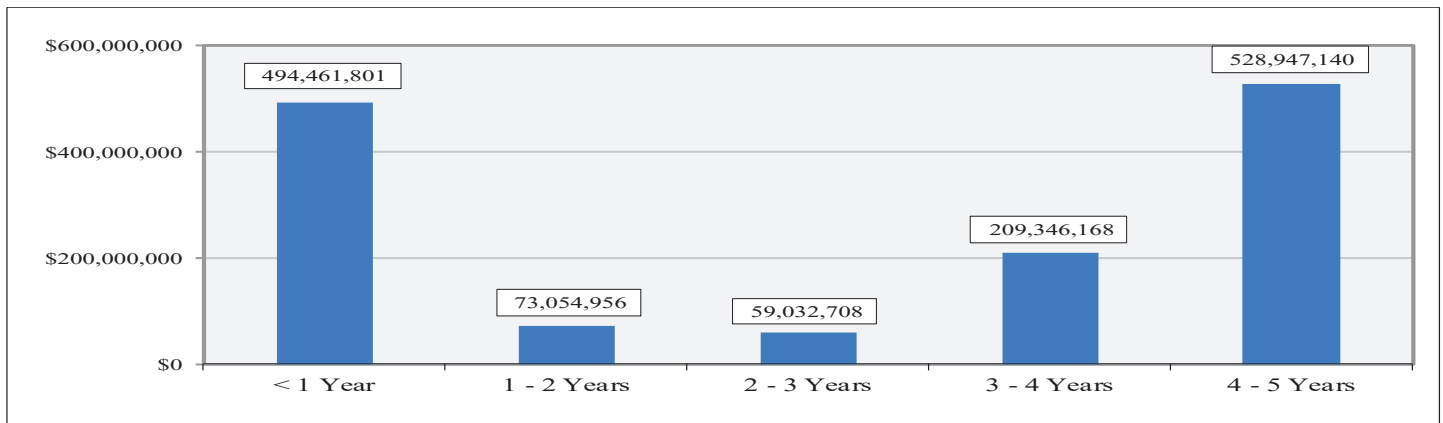 $600,000,000
$400,000,000
$200,000,000
$0
494,461,801
73,054,956
59,032,708
209,346,168
528,947,140
< 1 Year
1 - 2 Years
2 - 3 Years
3 - 4 Years
4 - 5 Years